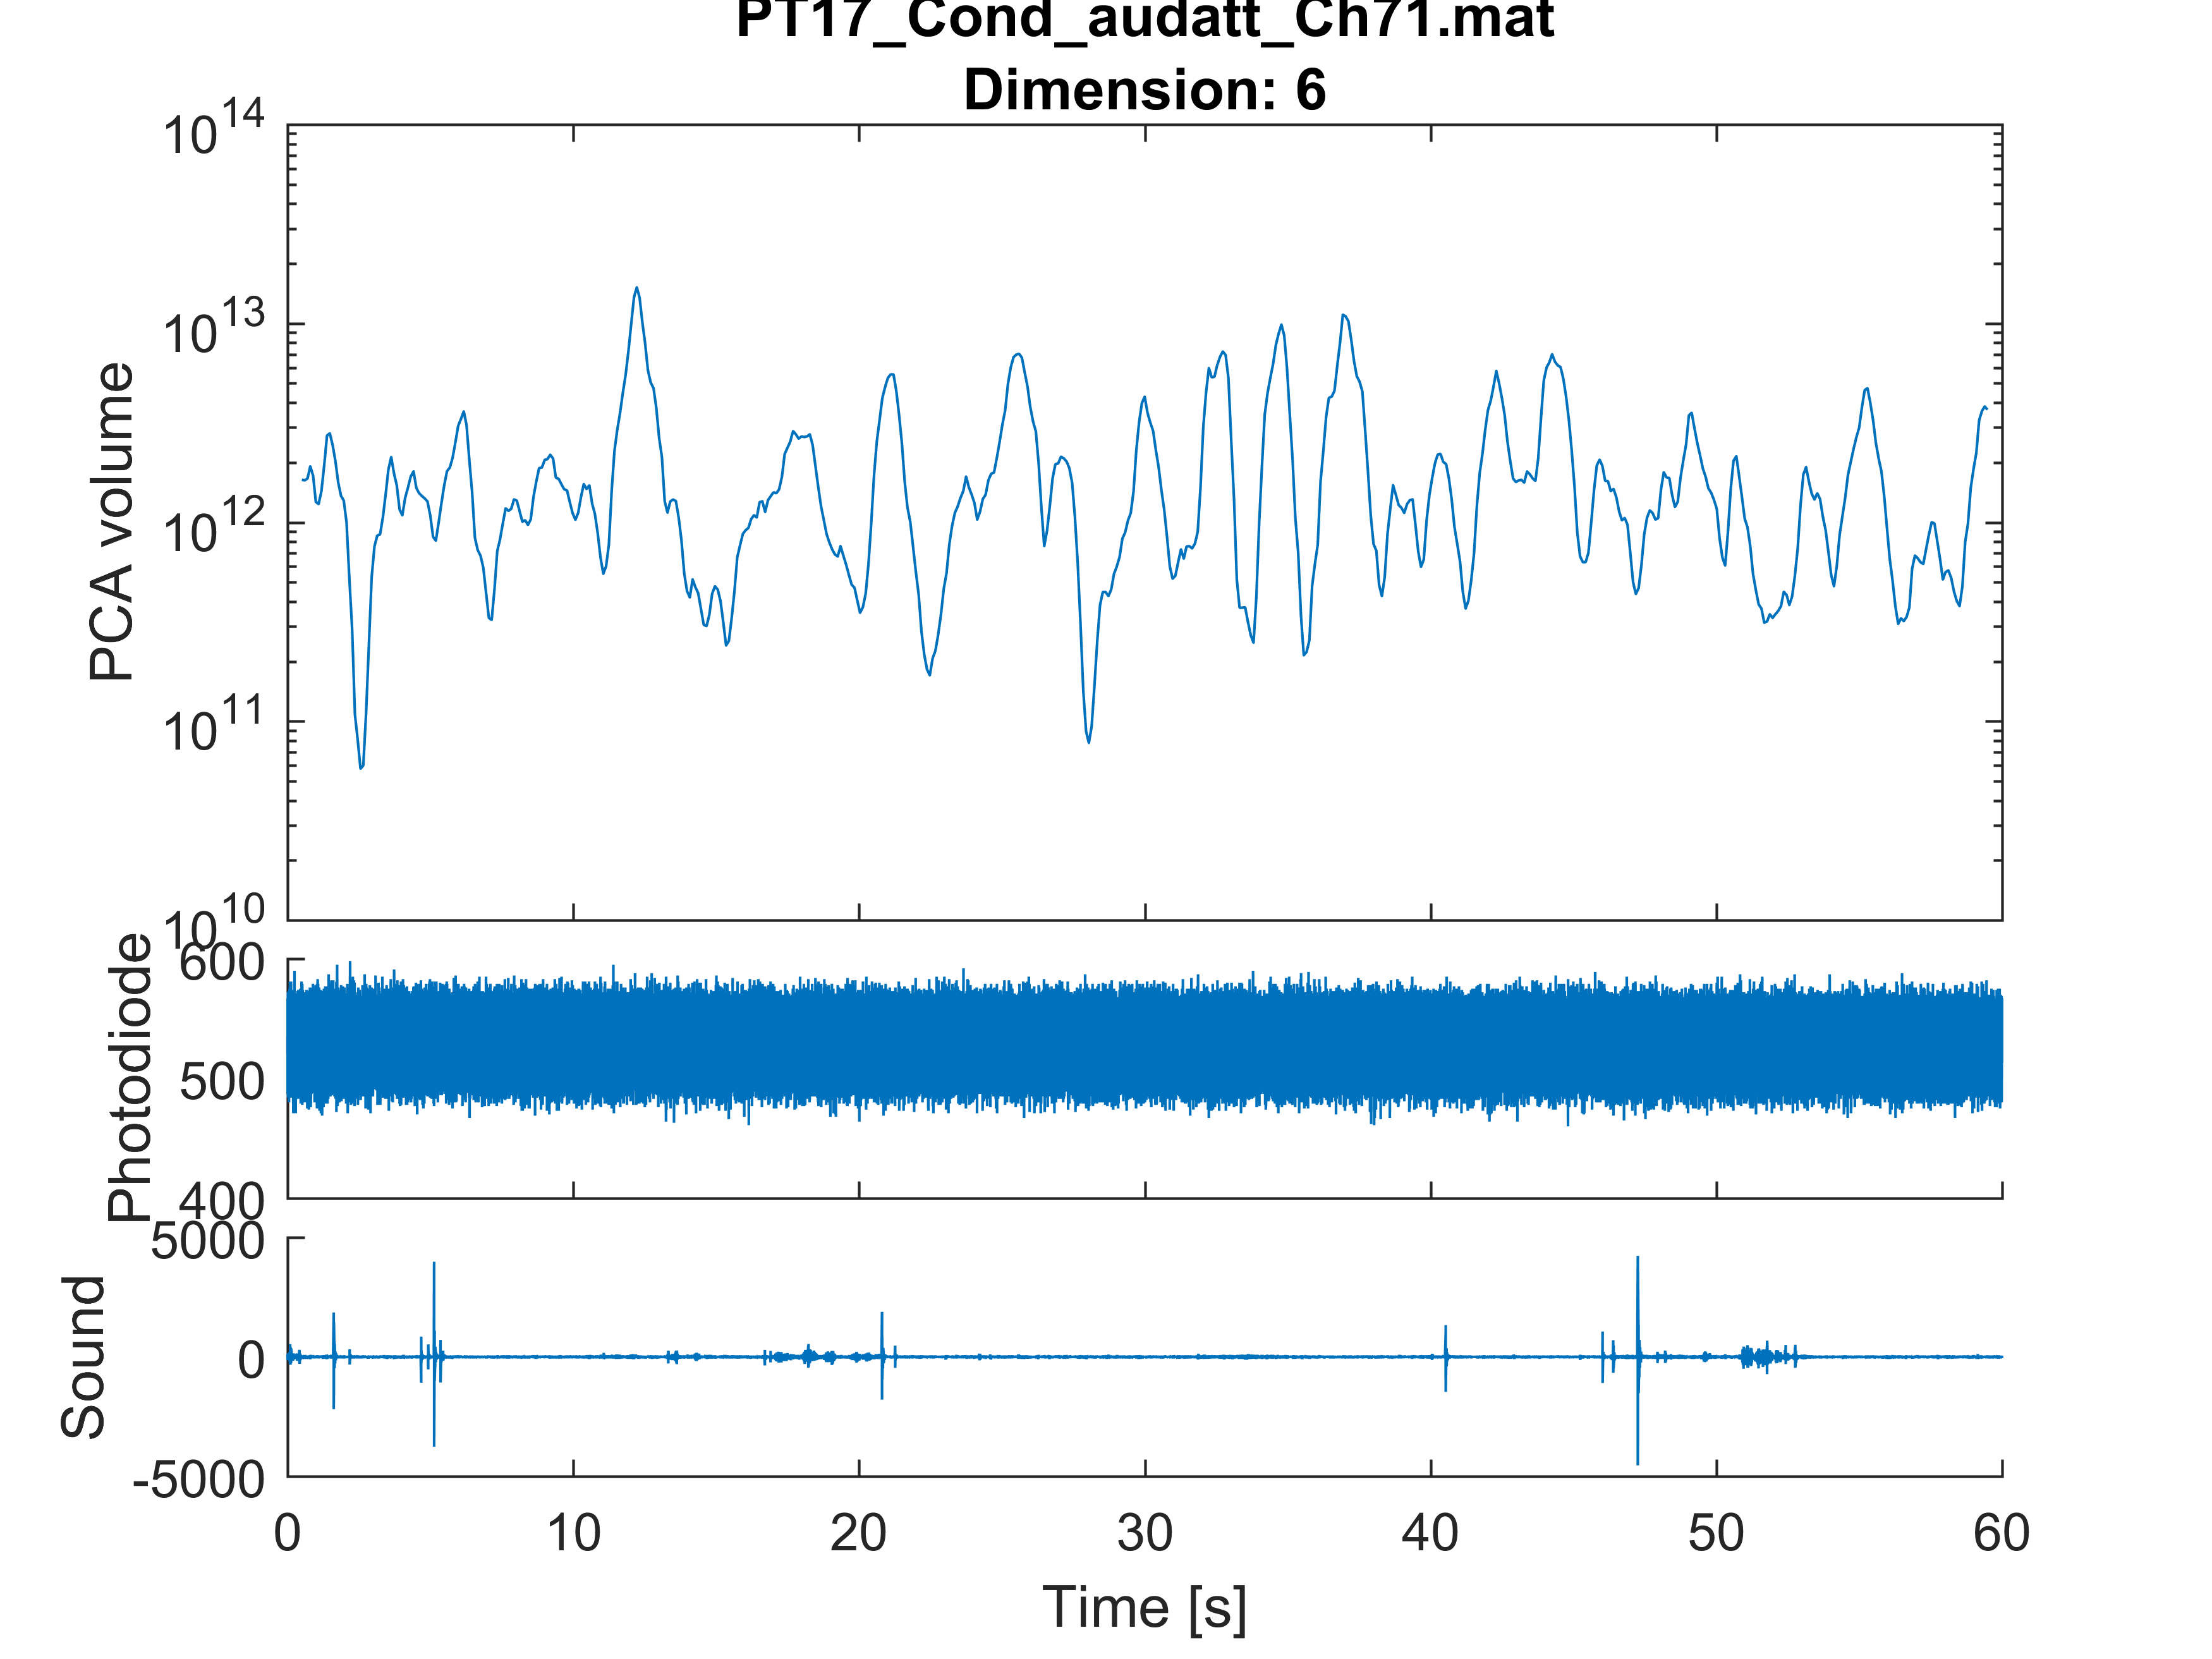 PT17_Cond_audatt_Ch71.mat
Dimension: 6
PCA volume
10^14
10^13
10^12
10^11
10^10
Photodiode
600
500
400
Sound
5000
0
-5000
0 10 20 30 40 50 60
Time [s]